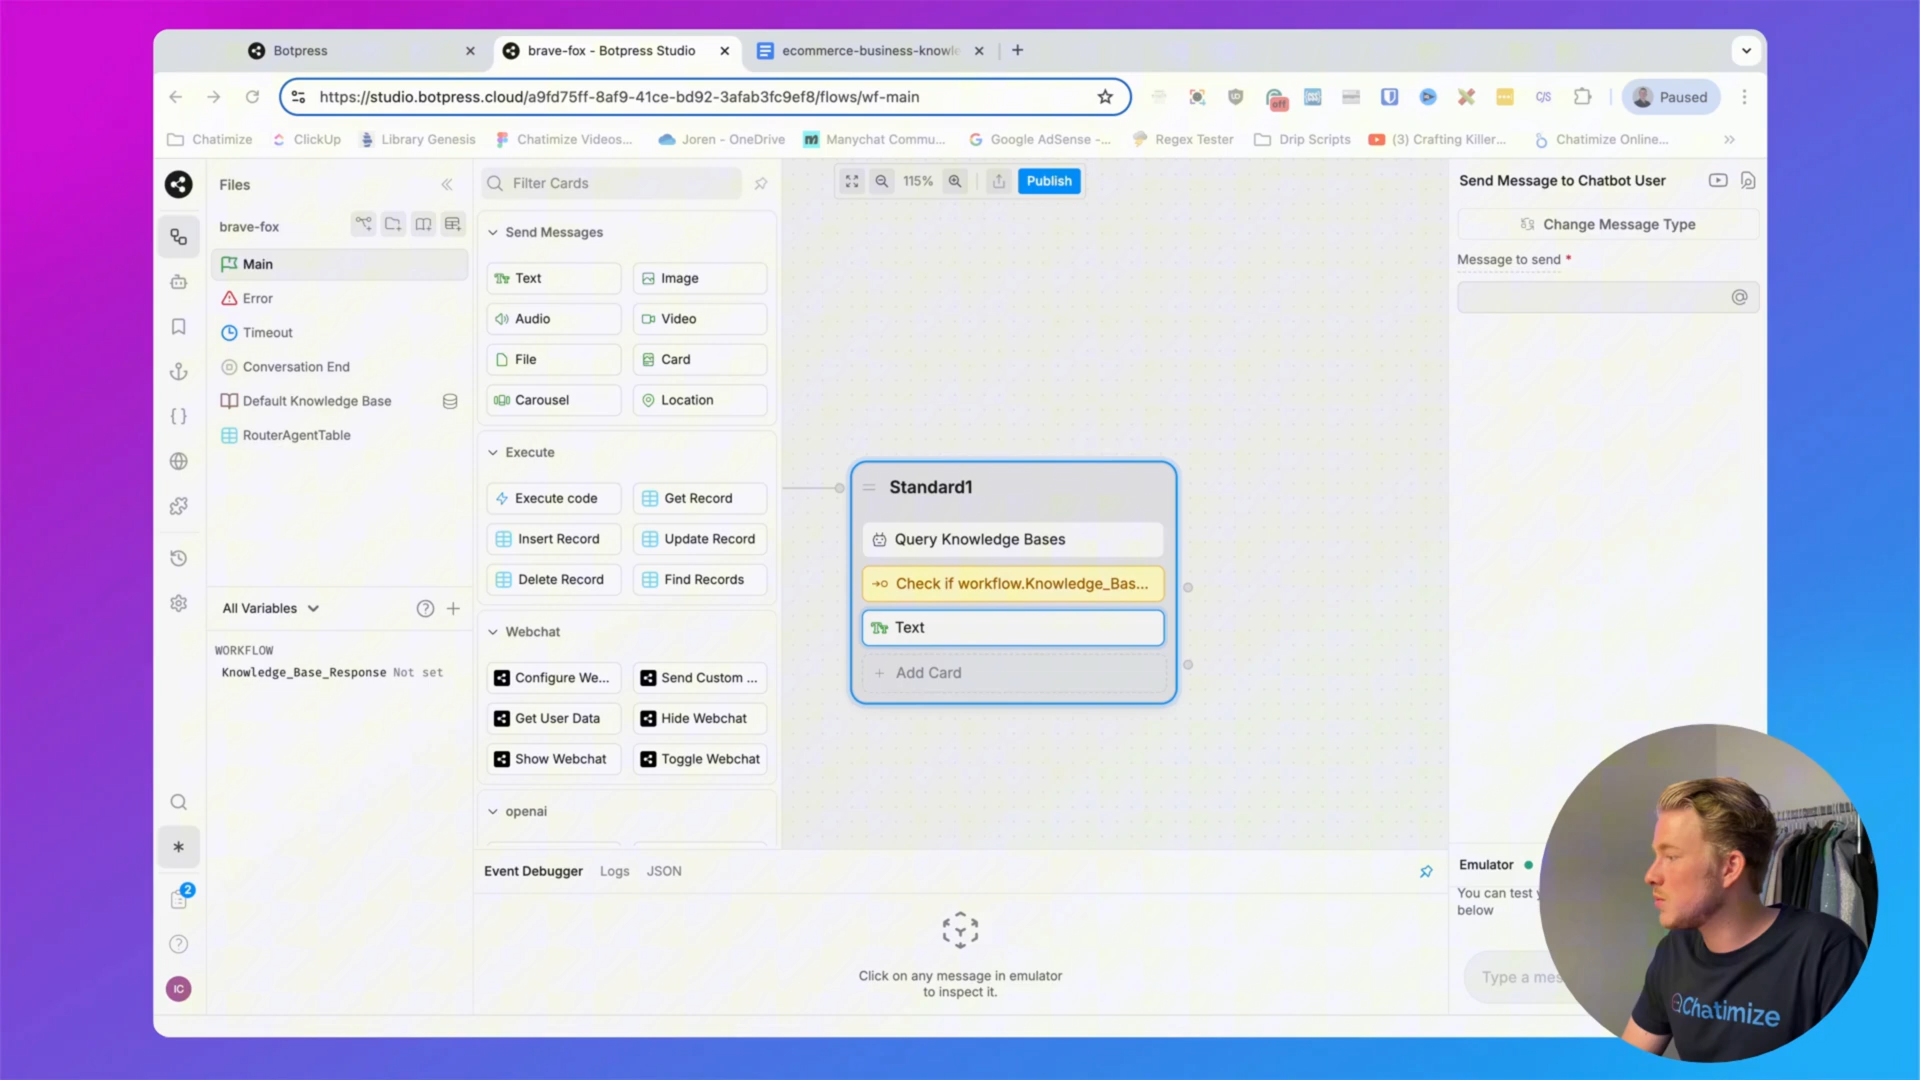 Botpress
brave-fox - Botpress Studio
ecommerce-business-knowle
https://studio.botpress.cloud/a9fd75ff-8af9-41ce-bd92-3afab3fc9ef8/flows/wf-main
off
C/S
Paused
Chatimize
ClickUp
Library Genesis
Chatimize Videos...
Joren - OneDrive
Manychat Commu...
Google AdSense -...
Regex Tester
Drip Scripts
(3) Crafting Killer...
Chatimize Online...
Files
brave-fox
Main
Error
Timeout
Conversation End
Default Knowledge Base
RouterAgentTable
All Variables
WORKFLOW
Knowledge_Base_Response Not set
2
IC
Filter Cards
Send Messages
Text
Image
Audio
Video
File
Card
Carousel
Location
Execute
Execute code
Get Record
Insert Record
Update Record
Delete Record
Find Records
Webchat
Configure We...
Send Custom ...
Get User Data
Hide Webchat
Show Webchat
Toggle Webchat
openai
115%
Publish
Standard1
Query Knowledge Bases
Check if workflow.Knowledge_Bas...
Text
+ Add Card
Event Debugger
Logs
JSON
Click on any message in emulator
to inspect it.
Send Message to Chatbot User
Change Message Type
Message to send *
@
Emulator
You can test
below
Type a mes
Chatimize